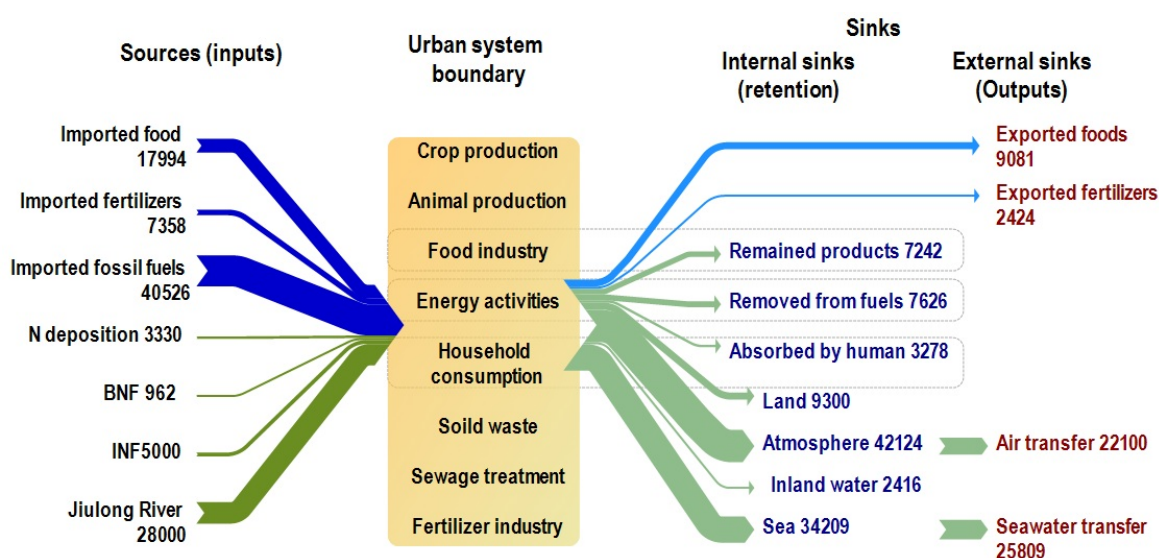 Sources (inputs)
Urban system
boundary
Sinks
Internal sinks
(retention)
External sinks
(Outputs)
Imported food
17994
Imported fertilizers
7358
Imported fossil fuels
40526
N deposition 3330
BNF 962
INF5000
Jiulong River
28000
Crop production
Animal production
Food industry
Energy activities
Household
consumption
Soild waste
Sewage treatment
Fertilizer industry
Remained products 7242
Removed from fuels 7626
Absorbed by human 3278
Land 9300
Atmosphere 42124
Inland water 2416
Sea 34209
Exported foods
9081
Exported fertilizers
2424
Air transfer 22100
Seawater transfer
25809